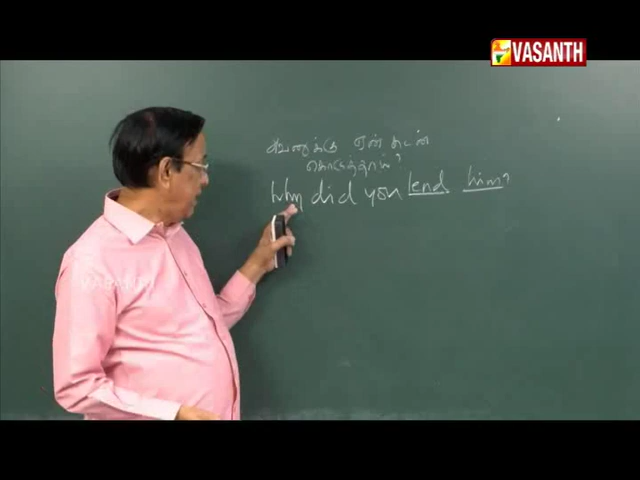 VASANTH
அவனுக்கு ஏன் கடன்
கொடுத்தாய்?
Why did you lend him?